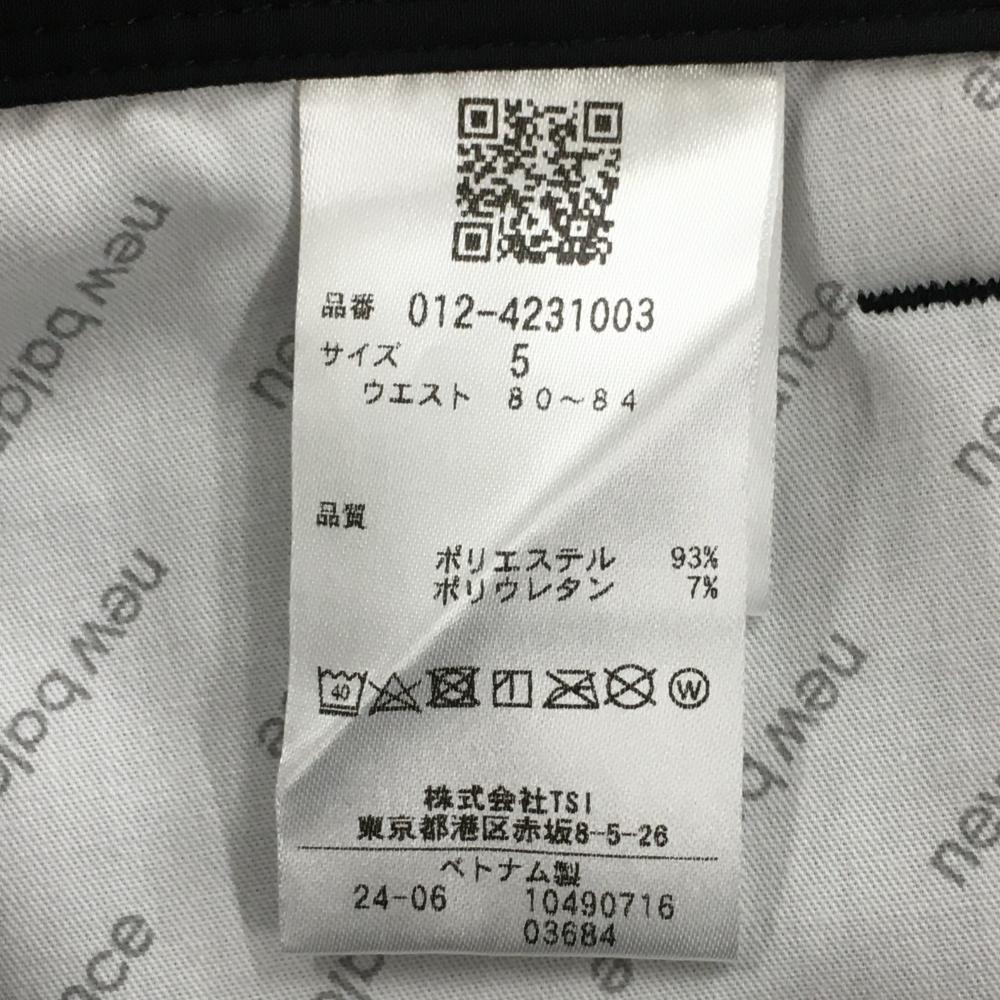 品番 012-4231003
サイズ 5
ウエスト 80~84
品質
ポリエステル 93%
ポリウレタン 7%
40
W
株式会社TSI
東京都港区赤坂8-5-26
ベトナム製
24-06 10490716
03684
new balance
new balance
new balance